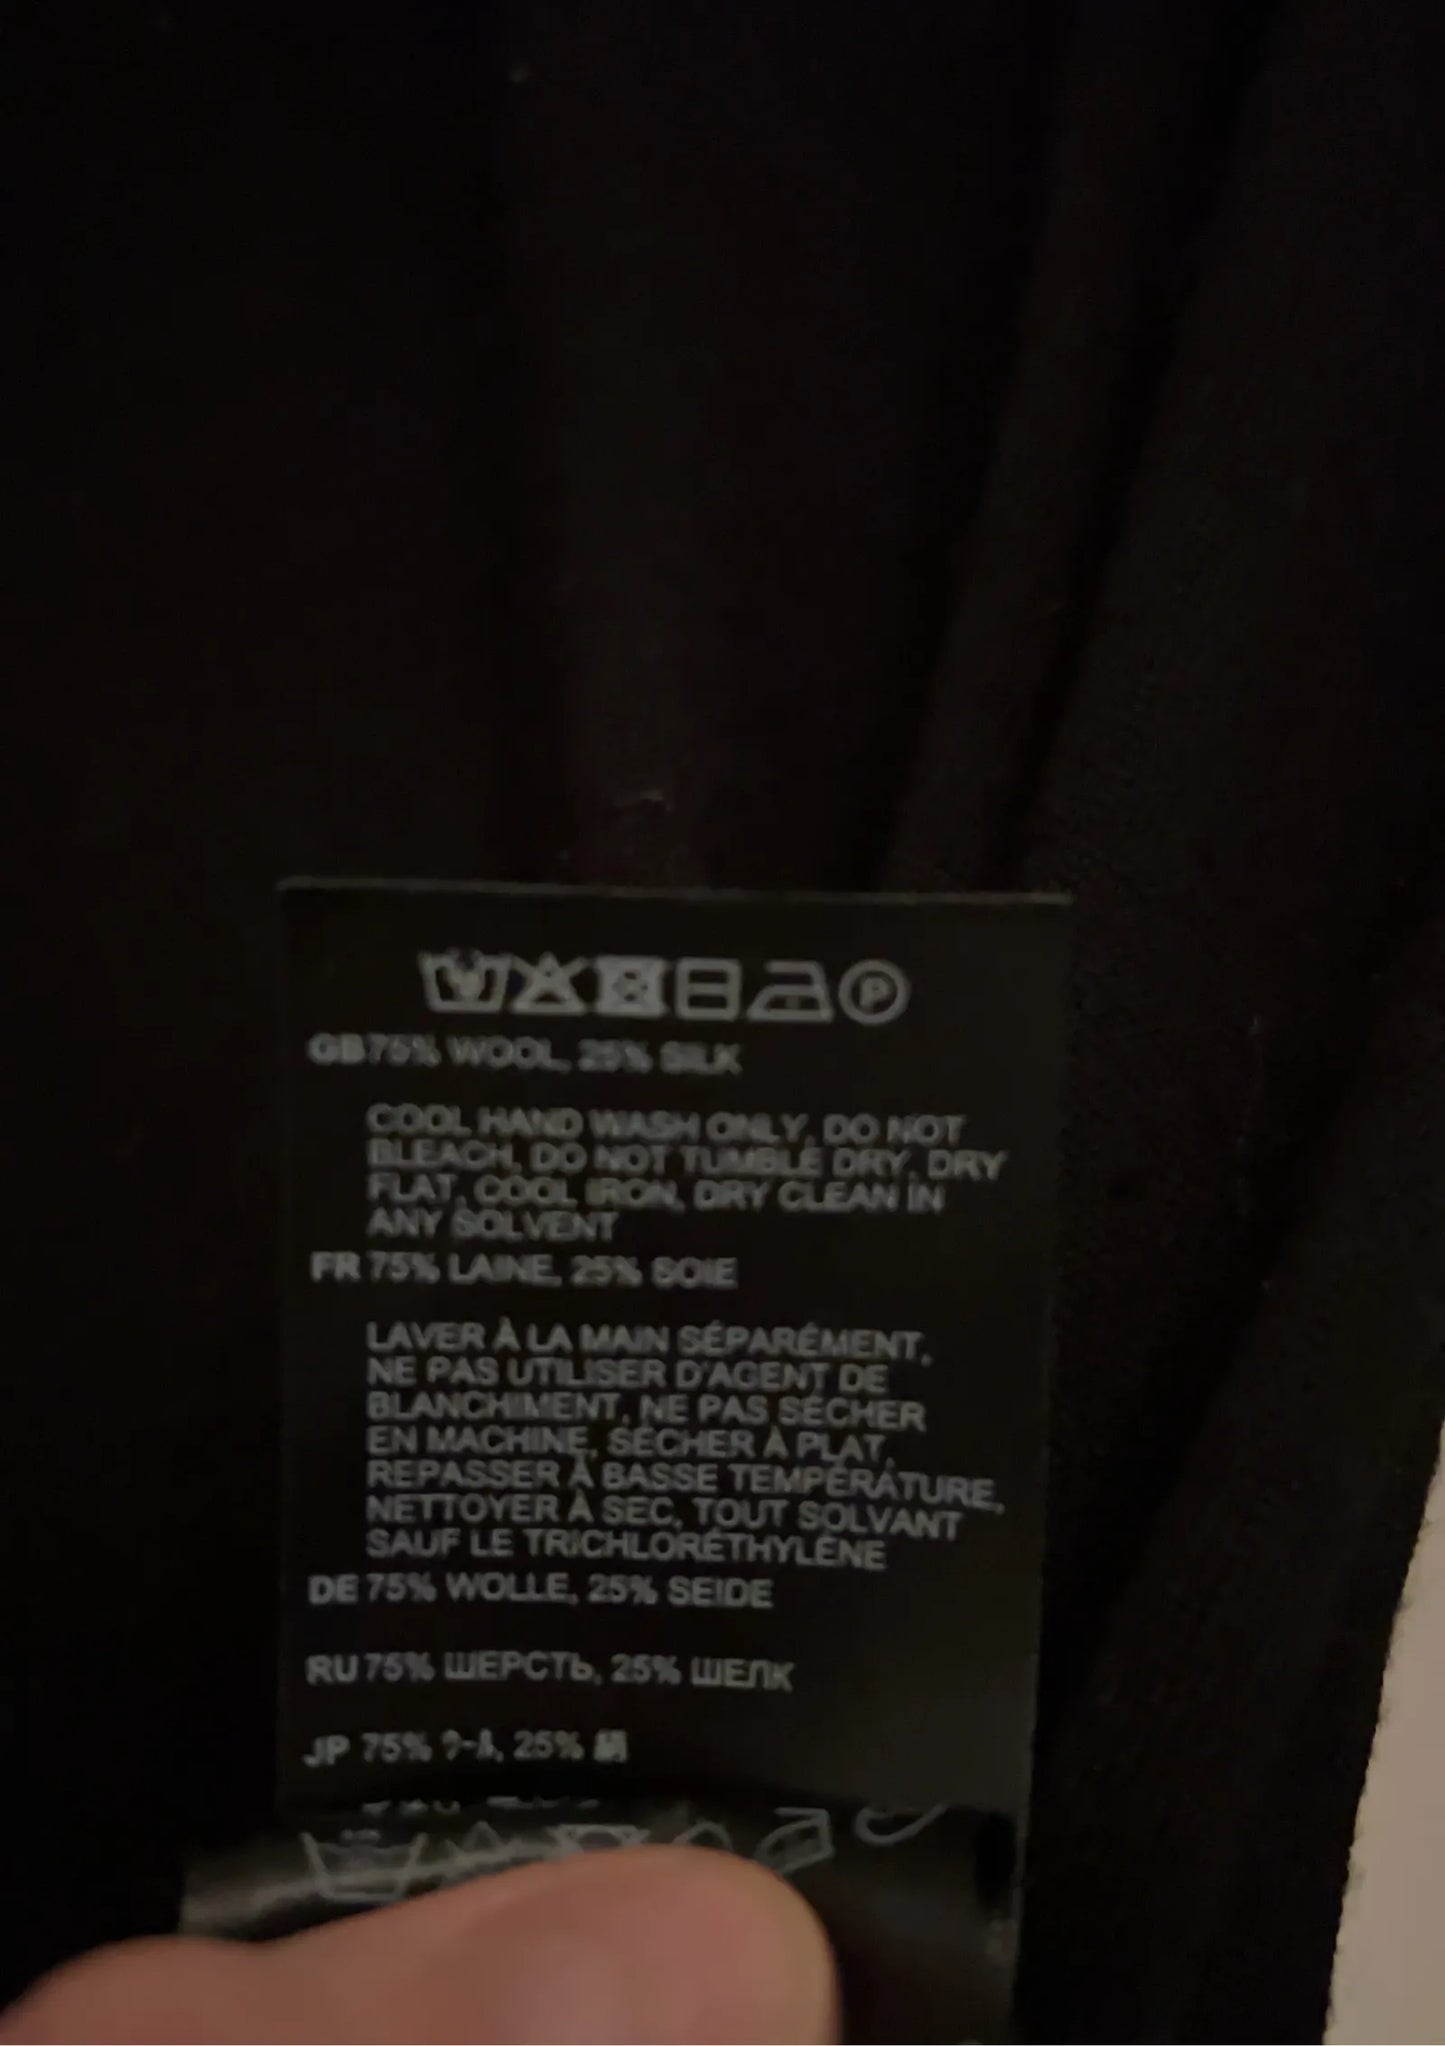 GB 75% WOOL, 25% SILK
COOL HAND WASH ONLY, DO NOT
BLEACH, DO NOT TUMBLE DRY, DRY
FLAT, COOL IRON, DRY CLEAN IN
ANY SOLVENT
FR 75% LAINE, 25% SOIE
LAVER À LA MAIN SÉPARÉMENT,
NE PAS UTILISER D'AGENT DE
BLANCHIMENT, NE PAS SÉCHER
EN MACHINE, SÉCHER À PLAT,
REPASSER À BASSE TEMPÉRATURE,
NETTOYER À SEC, TOUT SOLVANT
SAUF LE TRICHLORÉTHYLÈNE
DE 75% WOLLE, 25% SEIDE
RU 75% ШЕРСТЬ, 25% ШЕЛК
JP 75% ウール, 25% 絹